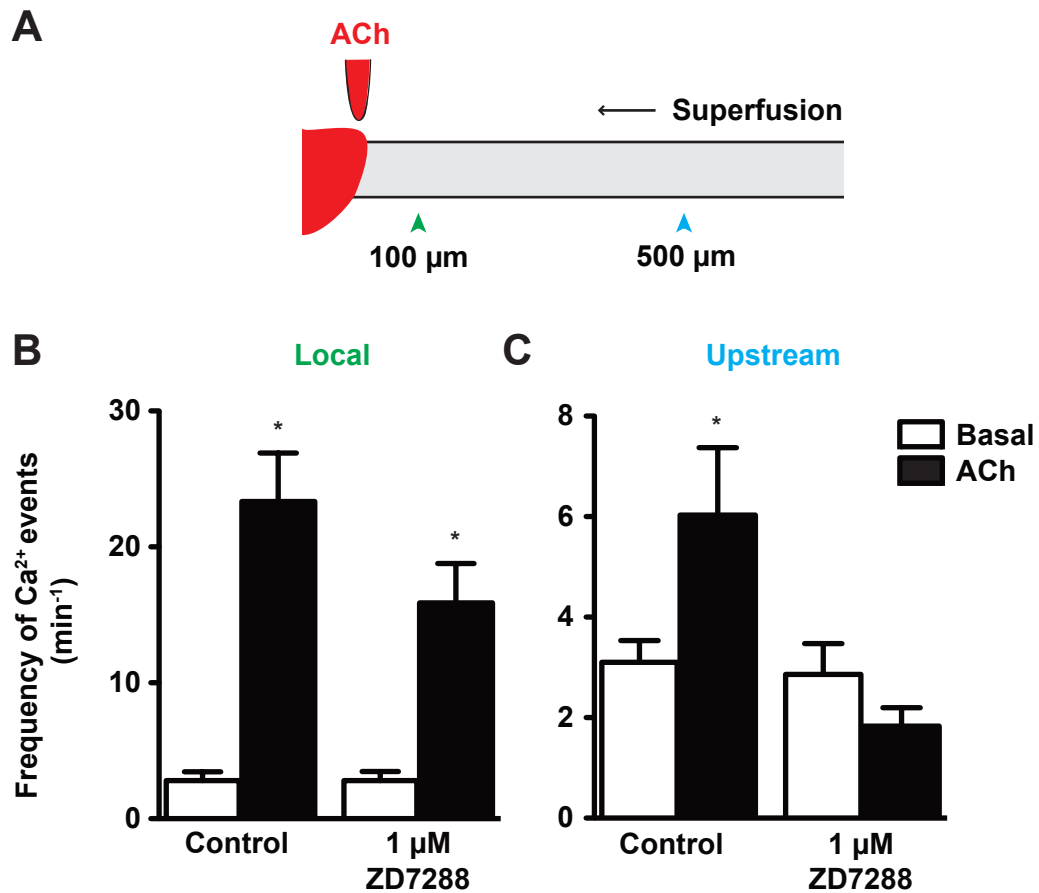 A
ACh
← Superfusion
100 µm
500 µm
B
Local
Frequency of Ca²⁺ events
(min⁻¹)
30
20
10
0
*
*
Control
1 µM
ZD7288
C
Upstream
8
6
4
2
0
*
Basal
ACh
Control
1 µM
ZD7288